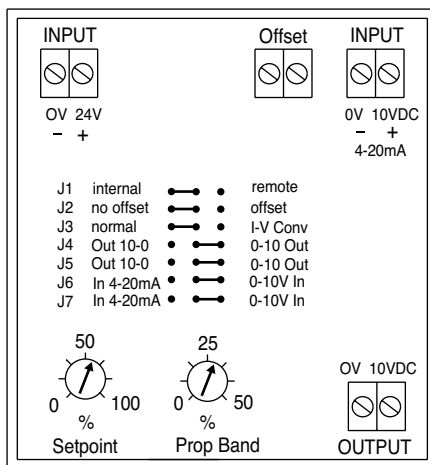 INPUT Offset INPUT
OV 24V 0V 10VDC
− + − +
4-20mA
J1 internal remote
J2 no offset offset
J3 normal I-V Conv
J4 Out 10-0 0-10 Out
J5 Out 10-0 0-10 Out
J6 In 4-20mA 0-10V In
J7 In 4-20mA 0-10V In
50 25
0 100 0 50
% %
Setpoint Prop Band
OV 10VDC
OUTPUT